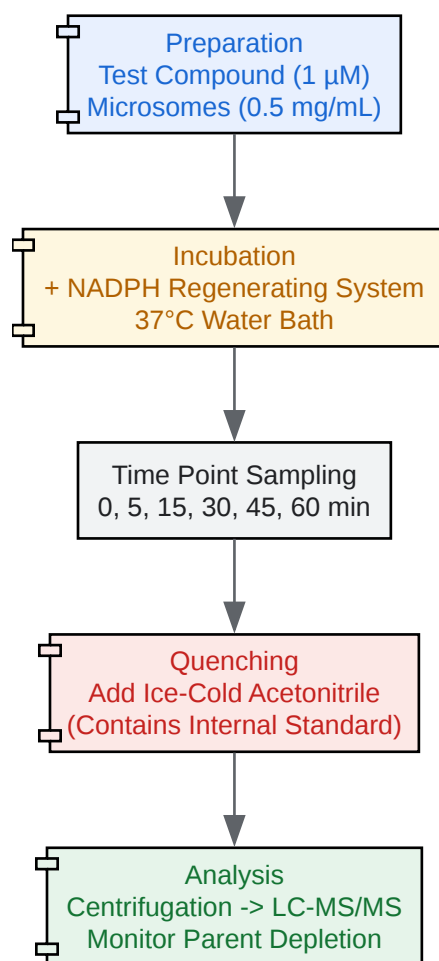 Preparation
Test Compound (1 µM)
Microsomes (0.5 mg/mL)
Incubation
+ NADPH Regenerating System
37°C Water Bath
Time Point Sampling
0, 5, 15, 30, 45, 60 min
Quenching
Add Ice-Cold Acetonitrile
(Contains Internal Standard)
Analysis
Centrifugation -> LC-MS/MS
Monitor Parent Depletion